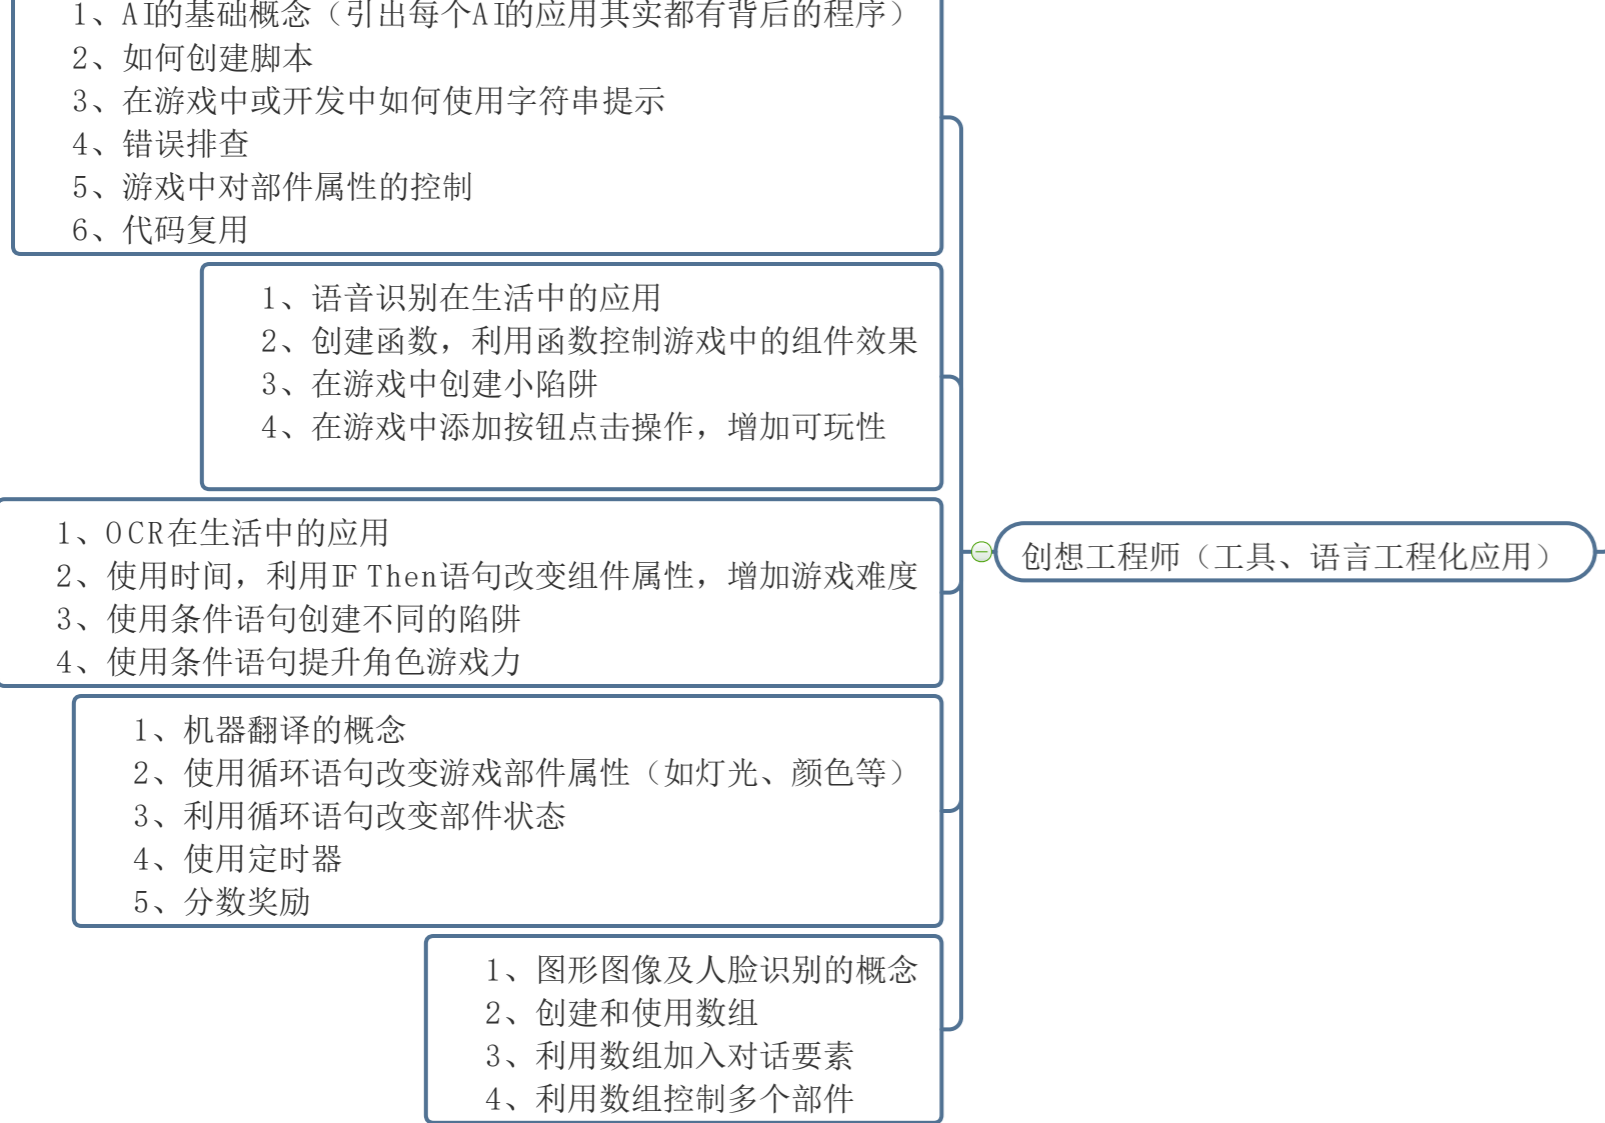 1、AI的基础概念（引出每个AI的应用其实都有背后的程序）
2、如何创建脚本
3、在游戏中或开发中如何使用字符串提示
4、错误排查
5、游戏中对部件属性的控制
6、代码复用
1、语音识别在生活中的应用
2、创建函数，利用函数控制游戏中的组件效果
3、在游戏中创建小陷阱
4、在游戏中添加按钮点击操作，增加可玩性
1、OCR在生活中的应用
2、使用时间，利用IF Then语句改变组件属性，增加游戏难度
3、使用条件语句创建不同的陷阱
4、使用条件语句提升角色游戏力
1、机器翻译的概念
2、使用循环语句改变游戏部件属性（如灯光、颜色等）
3、利用循环语句改变部件状态
4、使用定时器
5、分数奖励
1、图形图像及人脸识别的概念
2、创建和使用数组
3、利用数组加入对话要素
4、利用数组控制多个部件
创想工程师（工具、语言工程化应用）